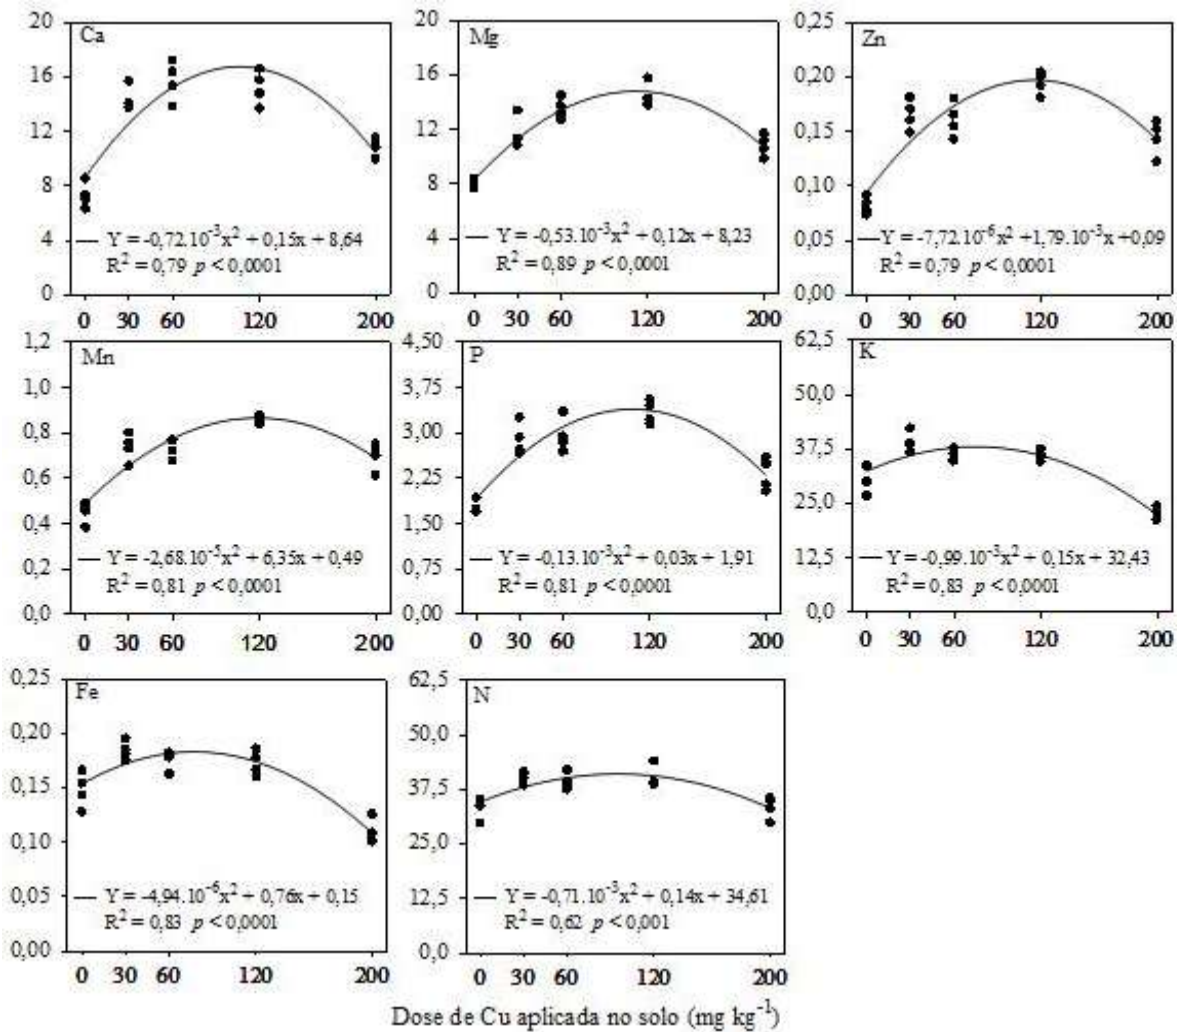 Ca
20
16
12
8
4
0
Y = -0,72.10⁻³x² + 0,15x + 8,64
R² = 0,79 p < 0,0001
0 30 60 120 200
Mg
20
16
12
8
4
0
Y = -0,53.10⁻³x² + 0,12x + 8,23
R² = 0,89 p < 0,0001
0 30 60 120 200
Zn
0,25
0,20
0,15
0,10
0,05
0,00
Y = -7,72.10⁻⁶x² +1,79.10⁻³x +0,09
R² = 0,79 p < 0,0001
0 30 60 120 200
Mn
1,2
1,0
0,8
0,6
0,4
0,2
0,0
Y = -2,68.10⁻⁵x² + 6,35x + 0,49
R² = 0,81 p < 0,0001
0 30 60 120 200
P
4,50
3,75
3,00
2,25
1,50
0,75
0,00
Y = -0,13.10⁻³x² + 0,03x + 1,91
R² = 0,81 p < 0,0001
0 30 60 120 200
K
62,5
50,0
37,5
25,0
12,5
0,0
Y = -0,99.10⁻³x² + 0,15x + 32,43
R² = 0,83 p < 0,0001
0 30 60 120 200
Fe
0,25
0,20
0,15
0,10
0,05
0,00
Y = -4,94.10⁻⁶x² + 0,76x + 0,15
R² = 0,83 p < 0,0001
0 30 60 120 200
N
62,5
50,0
37,5
25,0
12,5
0,0
Y = -0,71.10⁻³x² + 0,14x + 34,61
R² = 0,62 p < 0,001
0 30 60 120 200
Dose de Cu aplicada no solo (mg kg⁻¹)